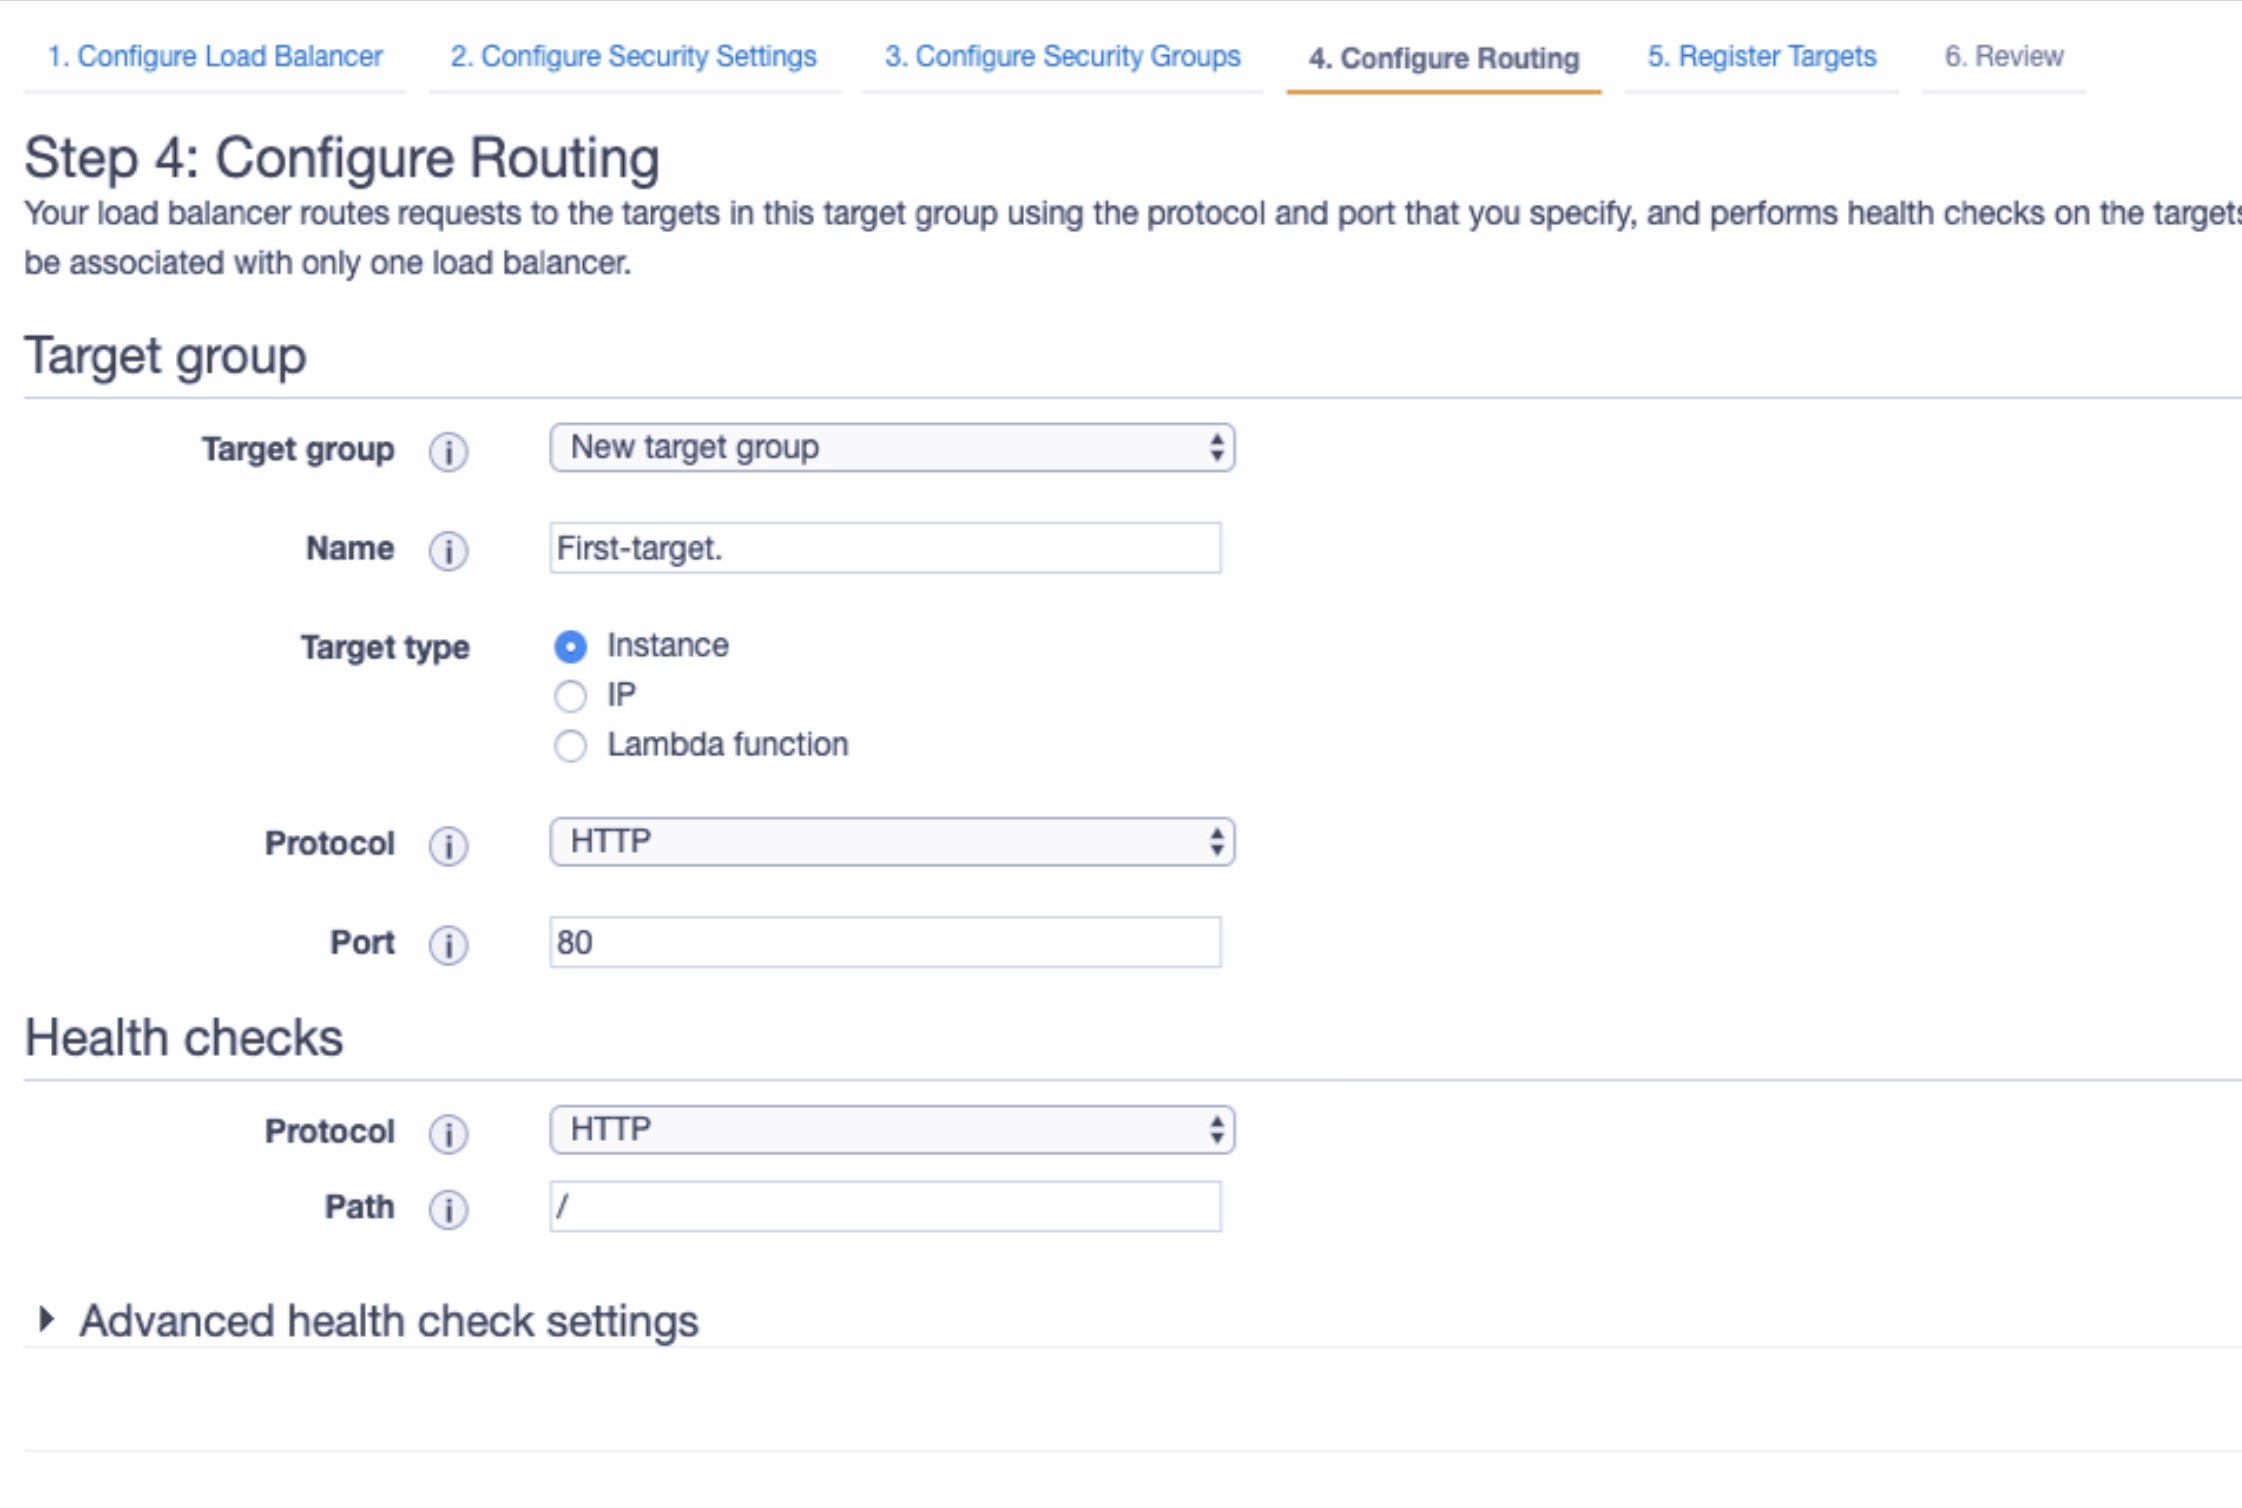 1. Configure Load Balancer 2. Configure Security Settings 3. Configure Security Groups 4. Configure Routing 5. Register Targets 6. Review
Step 4: Configure Routing
Your load balancer routes requests to the targets in this target group using the protocol and port that you specify, and performs health checks on the targets
be associated with only one load balancer.
Target group
Target group i New target group
Name i First-target.
Target type Instance
IP
Lambda function
Protocol i HTTP
Port i 80
Health checks
Protocol i HTTP
Path i /
Advanced health check settings